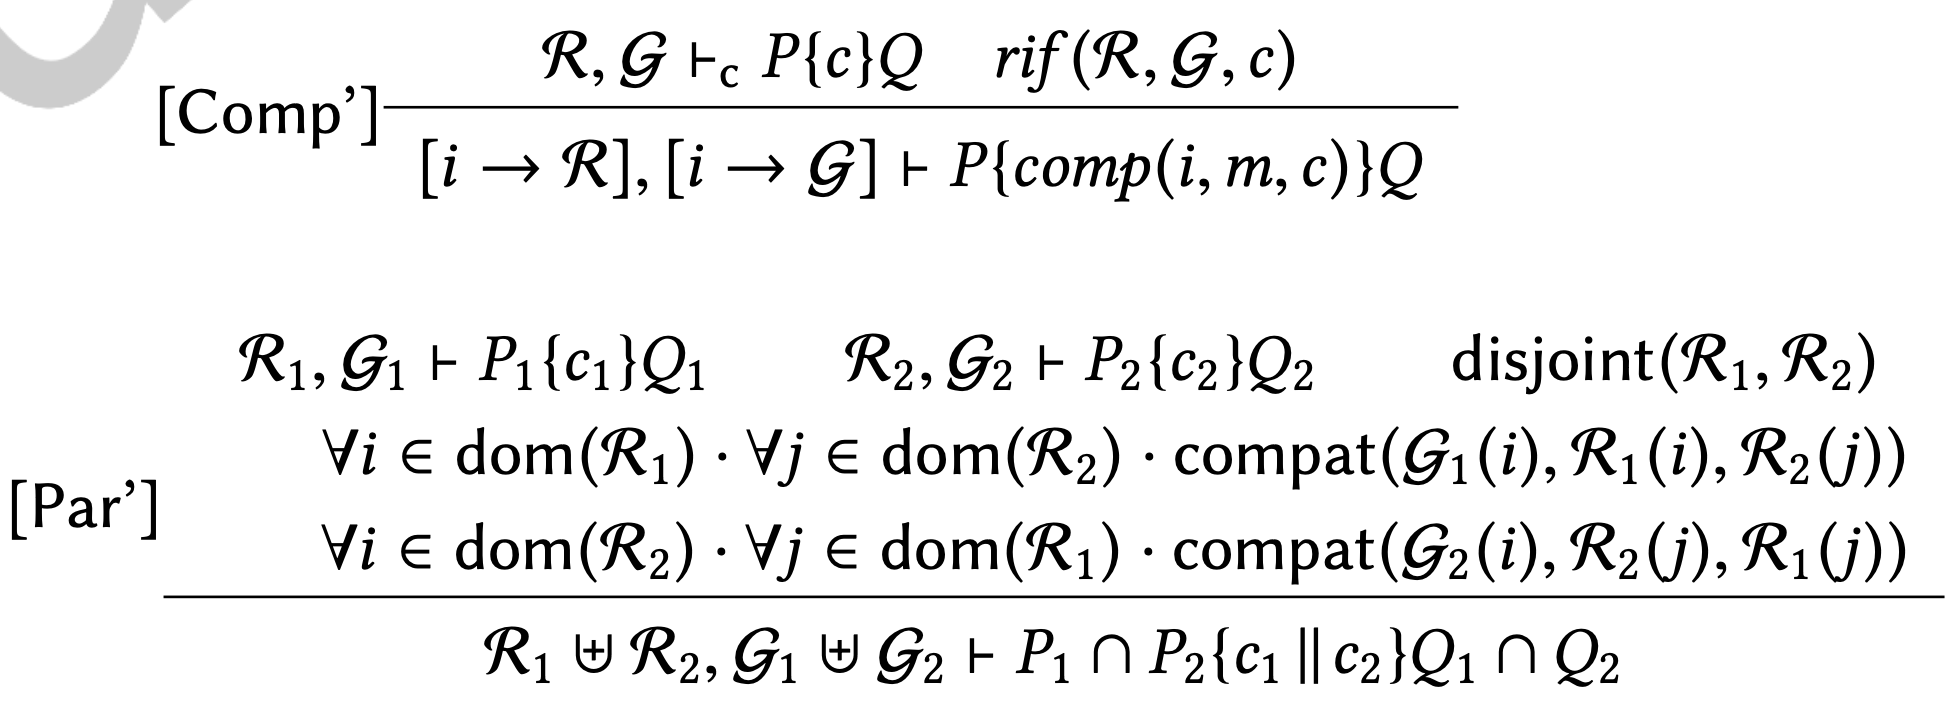 ℛ, 𝒢 ⊢c P{c}Q rif(ℛ, 𝒢, c)
[Comp’]
[i → ℛ], [i → 𝒢] ⊢ P{comp(i, m, c)}Q
ℛ₁, 𝒢₁ ⊢ P₁{c₁}Q₁ ℛ₂, 𝒢₂ ⊢ P₂{c₂}Q₂ disjoint(ℛ₁, ℛ₂)
∀i ∈ dom(ℛ₁) · ∀j ∈ dom(ℛ₂) · compat(𝒢₁(i), ℛ₁(i), ℛ₂(j))
[Par’]
∀i ∈ dom(ℛ₂) · ∀j ∈ dom(ℛ₁) · compat(𝒢₂(i), ℛ₂(j), ℛ₁(j))
ℛ₁ ⊎ ℛ₂, 𝒢₁ ⊎ 𝒢₂ ⊢ P₁ ∩ P₂{c₁ || c₂}Q₁ ∩ Q₂